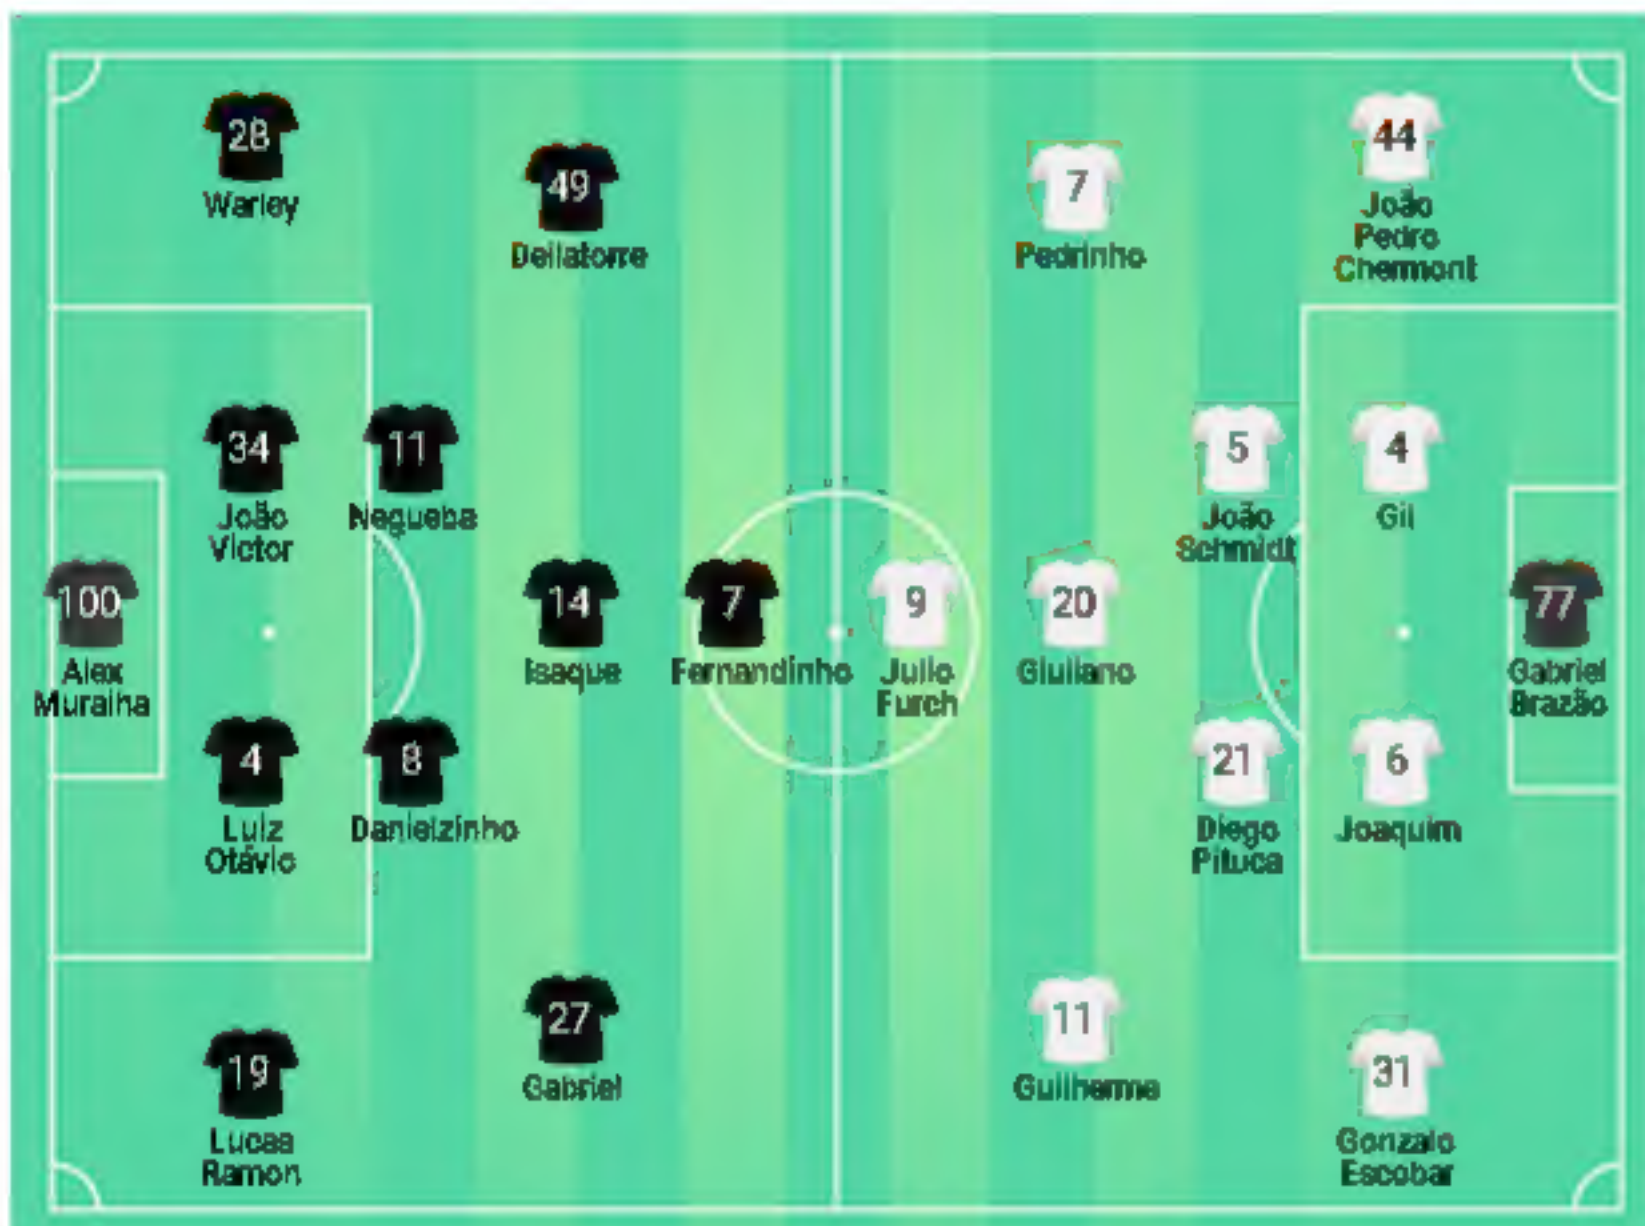 28
Warley
49
Dellatorre
7
Pedrinho
44
João
Pedro
Chermont
34
João
Victor
11
Negueba
5
João
Schmidt
4
Gil
100
Alex
Muralha
14
Isaque
7
Fernandinho
9
Julio
Furch
20
Giuliano
77
Gabriel
Brazão
4
Luiz
Otávio
8
Danielzinho
21
Diego
Pituca
6
Joaquim
27
Gabriel
11
Guilherme
19
Lucas
Ramon
31
Gonzalo
Escobar